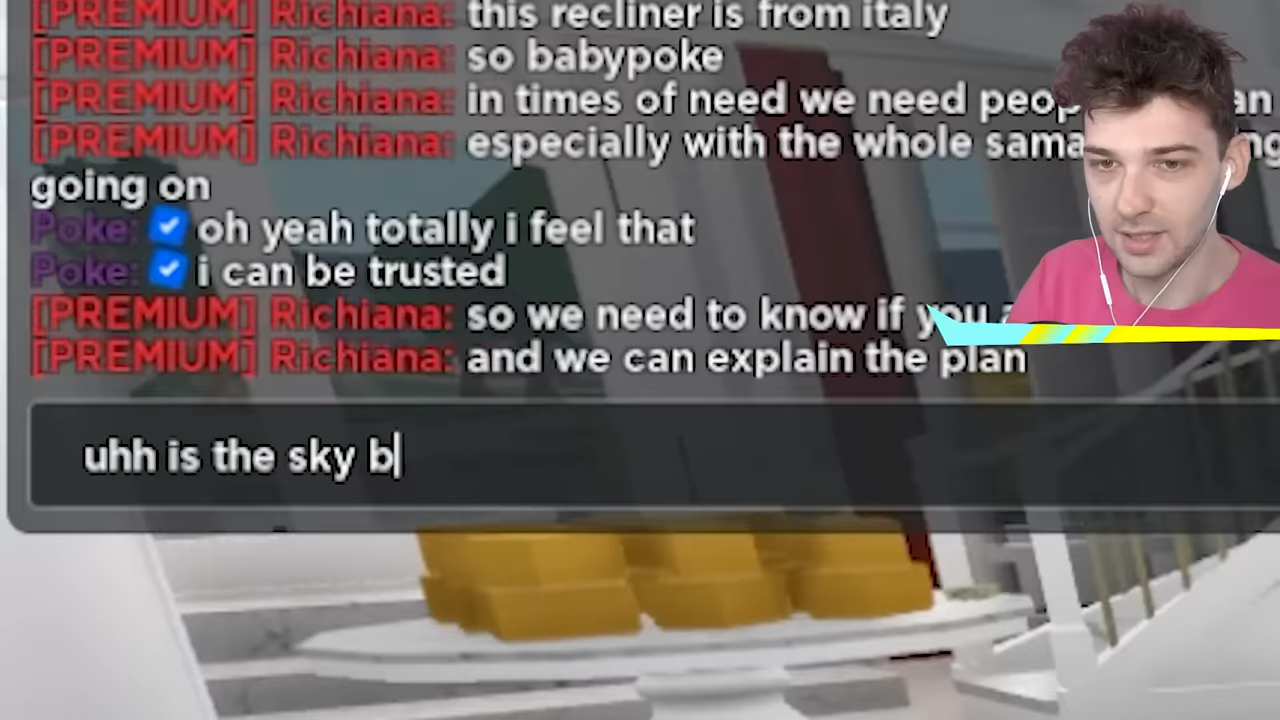 [PREMIUM] Richiana: this recliner is from italy
[PREMIUM] Richiana: so babypoke
[PREMIUM] Richiana: in times of need we need
[PREMIUM] Richiana: especially with the whole
going on
Poke: oh yeah totally i feel that
Poke: i can be trusted
[PREMIUM] Richiana: so we need to know if you
[PREMIUM] Richiana: and we can explain the plan
uhh is the sky b